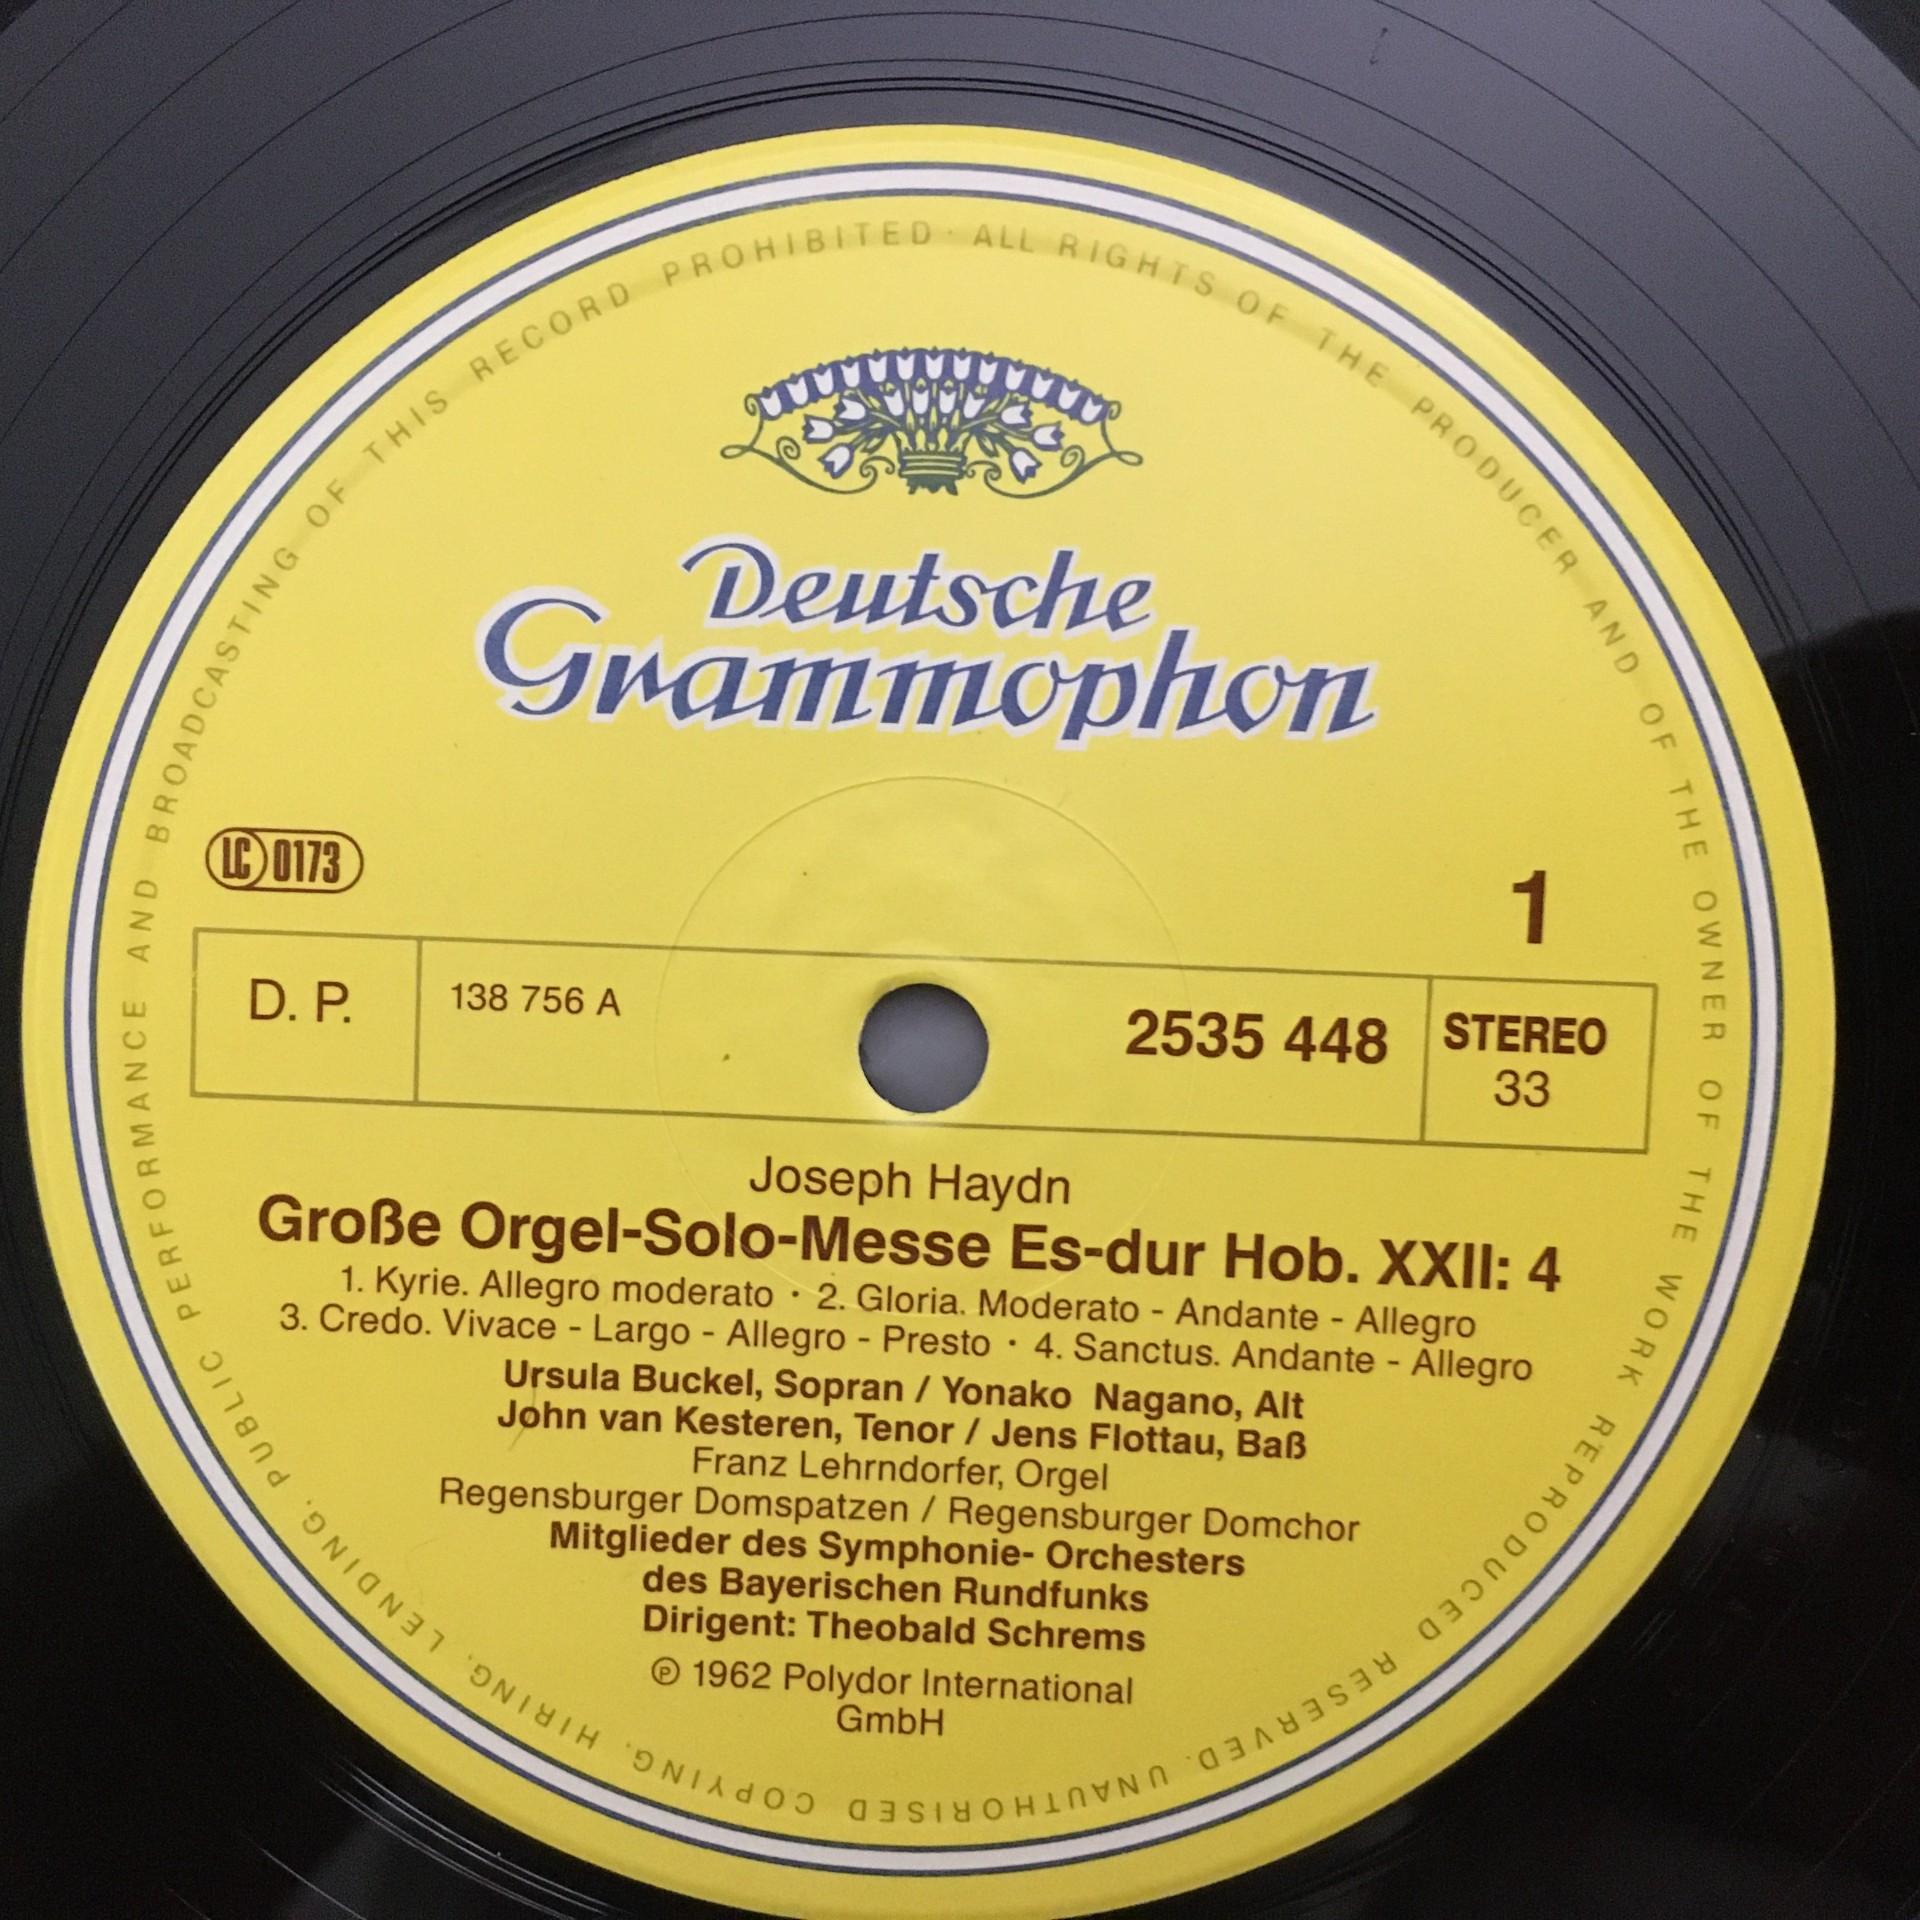 Deutsche
Grammophon
LC 0173
1
D. P.
138 756 A
2535 448
STEREO
33
Joseph Haydn
Große Orgel-Solo-Messe Es-dur Hob. XXII: 4
1. Kyrie. Allegro moderato · 2. Gloria. Moderato - Andante - Allegro
3. Credo. Vivace - Largo - Allegro - Presto · 4. Sanctus. Andante - Allegro
Ursula Buckel, Sopran / Yonako Nagano, Alt
John van Kesteren, Tenor / Jens Flottau, Baß
Franz Lehrndorfer, Orgel
Regensburger Domspatzen / Regensburger Domchor
Mitglieder des Symphonie- Orchesters
des Bayerischen Rundfunks
Dirigent: Theobald Schrems
℗ 1962 Polydor International
GmbH
ALL RIGHTS OF THE PRODUCER AND OF THE OWNER OF THE WORK REPRODUCED RESERVED. UNAUTHORISED COPYING, HIRING, LENDING, PUBLIC PERFORMANCE AND BROADCASTING OF THIS RECORD PROHIBITED ·